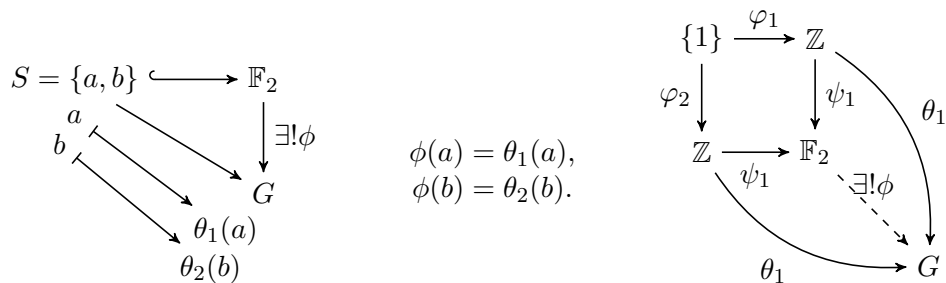 S = {a, b} 𝔽₂
a
b
∃!ϕ
G
θ₁(a)
θ₂(b)
ϕ(a) = θ₁(a),
ϕ(b) = θ₂(b).
{1} φ₁ ℤ
φ₂ ψ₁ θ₁
ℤ ψ₁ 𝔽₂
∃!ϕ
θ₁ G